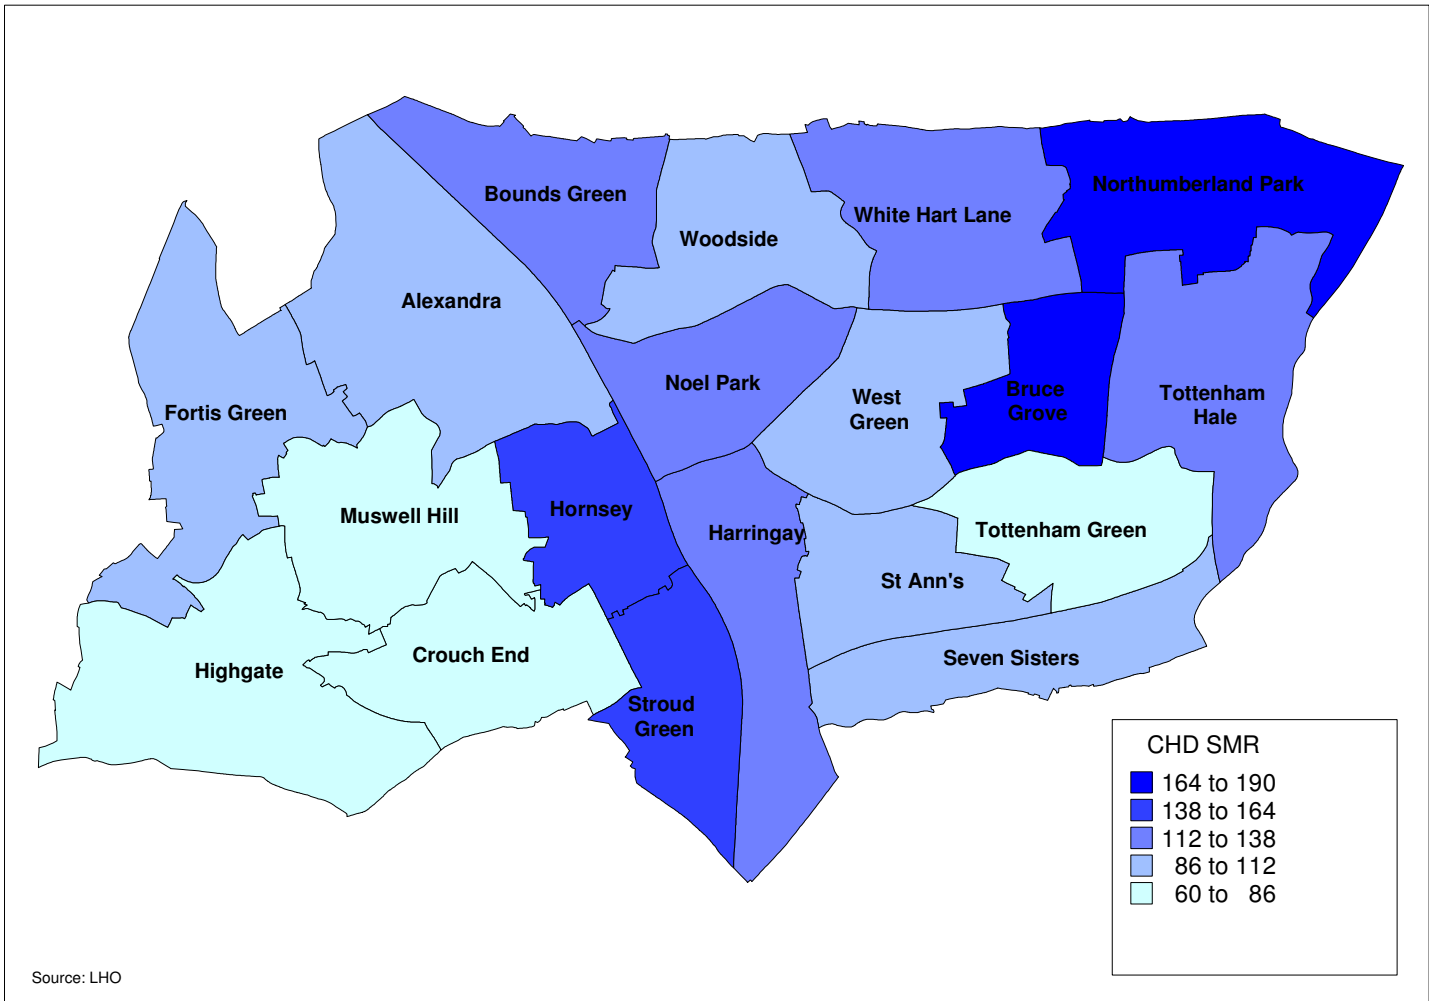 Northumberland Park
Bounds Green
White Hart Lane
Woodside
Alexandra
Noel Park
Bruce
Grove
Tottenham
Hale
West
Green
Fortis Green
Hornsey
Muswell Hill
Harringay
Tottenham Green
St Ann's
Crouch End
Seven Sisters
Highgate
Stroud
Green
CHD SMR
164 to 190
138 to 164
112 to 138
86 to 112
60 to 86
Source: LHO